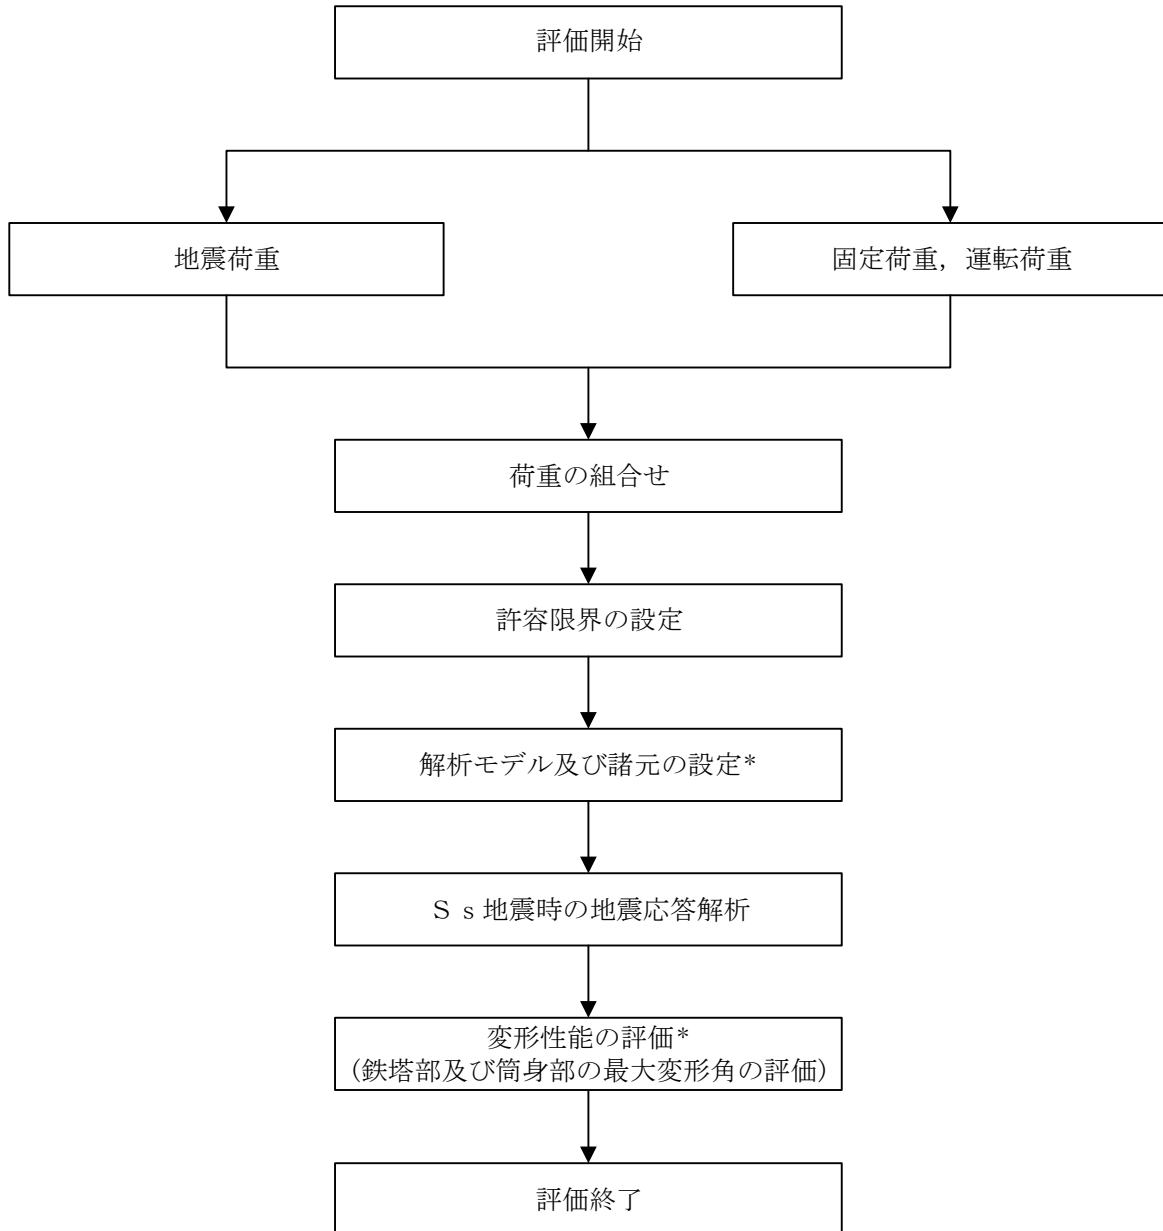 評価開始
地震荷重
固定荷重，運転荷重
荷重の組合せ
許容限界の設定
解析モデル及び諸元の設定*
Ｓｓ地震時の地震応答解析
変形性能の評価*
(鉄塔部及び筒身部の最大変形角の評価)
評価終了